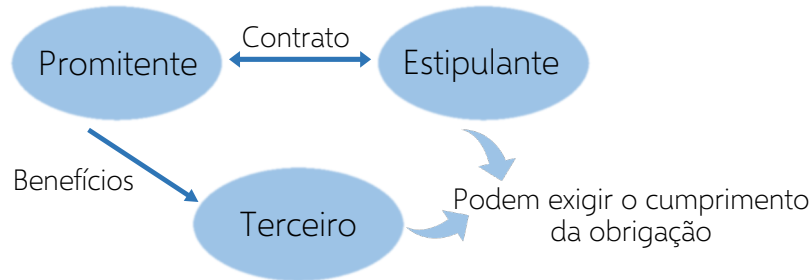 Contrato
Promitente
Estipulante
Benefícios
Terceiro
Podem exigir o cumprimento
da obrigação